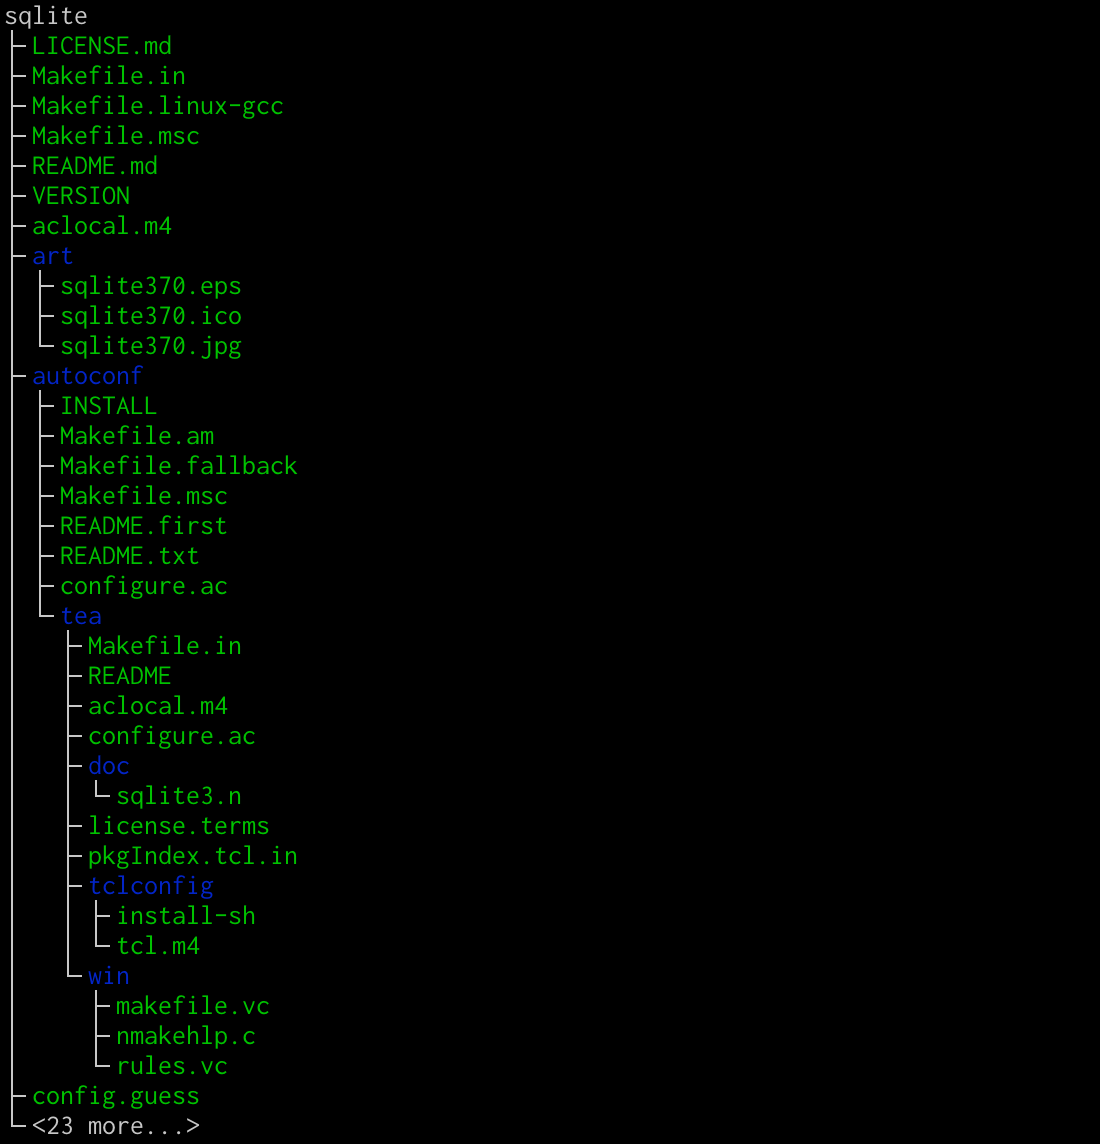 sqlite
LICENSE.md
Makefile.in
Makefile.linux-gcc
Makefile.msc
README.md
VERSION
aclocal.m4
art
sqlite370.eps
sqlite370.ico
sqlite370.jpg
autoconf
INSTALL
Makefile.am
Makefile.fallback
Makefile.msc
README.first
README.txt
configure.ac
tea
Makefile.in
README
aclocal.m4
configure.ac
doc
sqlite3.n
license.terms
pkgIndex.tcl.in
tclconfig
install-sh
tcl.m4
win
makefile.vc
nmakehlp.c
rules.vc
config.guess
<23 more...>